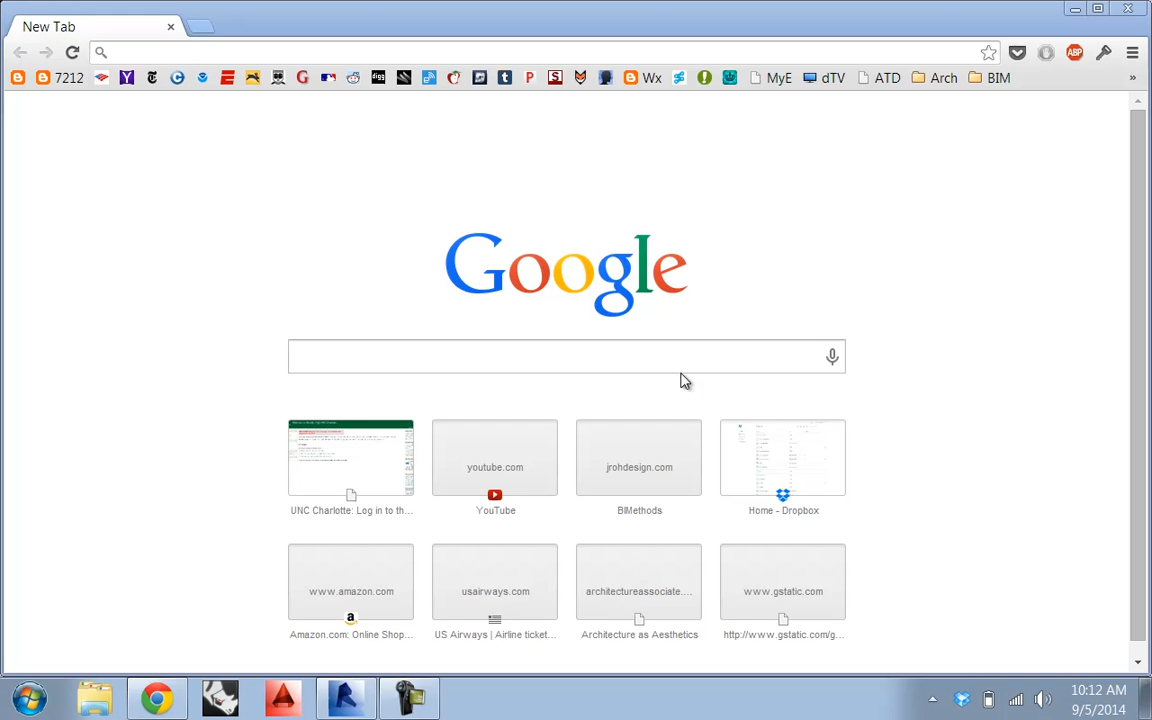 New Tab
7212
Wx
MyE
dTV
ATD
Arch
BIM
»
Google
youtube.com
jrohdesign.com
UNC Charlotte: Log in to th...
YouTube
BIMethods
Home - Dropbox
www.amazon.com
usairways.com
architectureassociate....
www.gstatic.com
Amazon.com: Online Shop...
US Airways | Airline ticket...
Architecture as Aesthetics
http://www.gstatic.com/g...
10:12 AM
9/5/2014